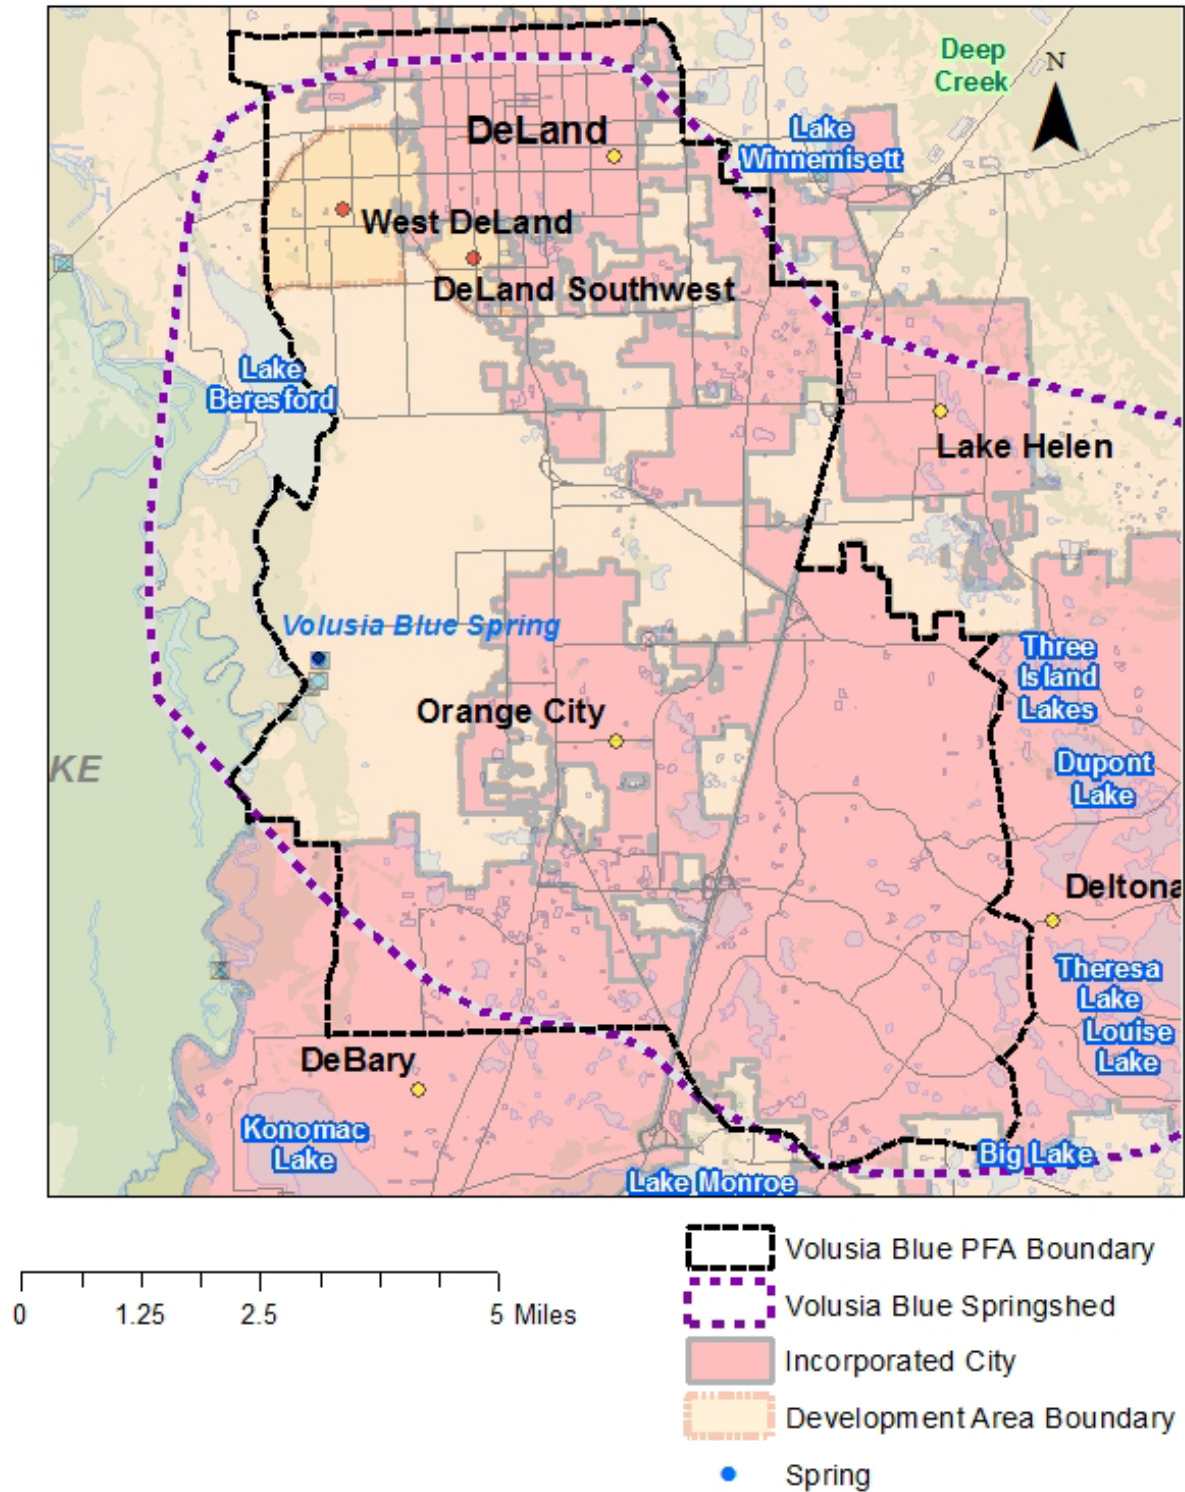 Deep
Creek
N
DeLand
Lake
Winnemisett
West DeLand
DeLand Southwest
Lake
Beresford
Lake Helen
Volusia Blue Spring
Three
Island
Lakes
Orange City
KE
Dupont
Lake
Deltona
Theresa
Lake
Louise
Lake
DeBary
Konomac
Lake
Big Lake
Lake Monroe
Volusia Blue PFA Boundary
0 1.25 2.5 5 Miles
Volusia Blue Springshed
Incorporated City
Development Area Boundary
Spring